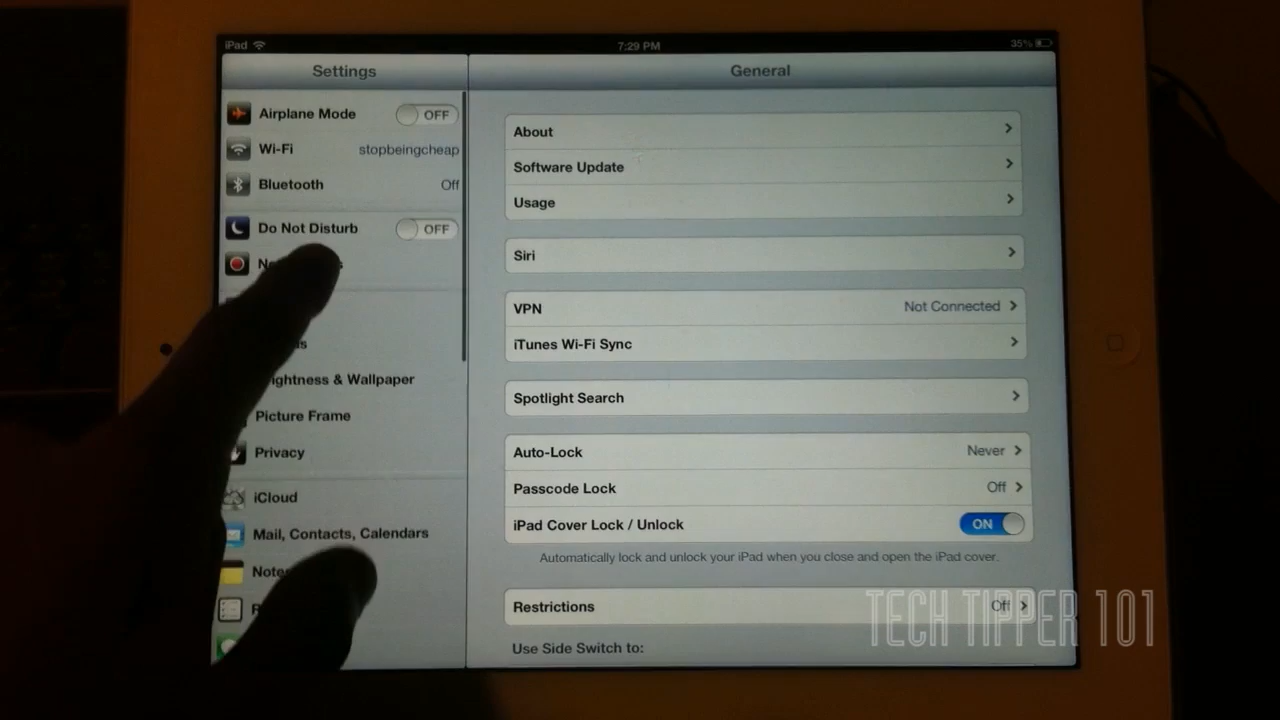 iPad 7:29 PM 35%
Settings
Airplane Mode OFF
Wi-Fi stopbeingcheap
Bluetooth Off
Do Not Disturb OFF
Brightness & Wallpaper
Picture Frame
Privacy
iCloud
Mail, Contacts, Calendars
General
About
Software Update
Usage
Siri
VPN Not Connected
iTunes Wi-Fi Sync
Spotlight Search
Auto-Lock Never
Passcode Lock Off
iPad Cover Lock / Unlock ON
Automatically lock and unlock your iPad when you close and open the iPad cover.
Restrictions Off
Use Side Switch to:
TECH TIPPER 101